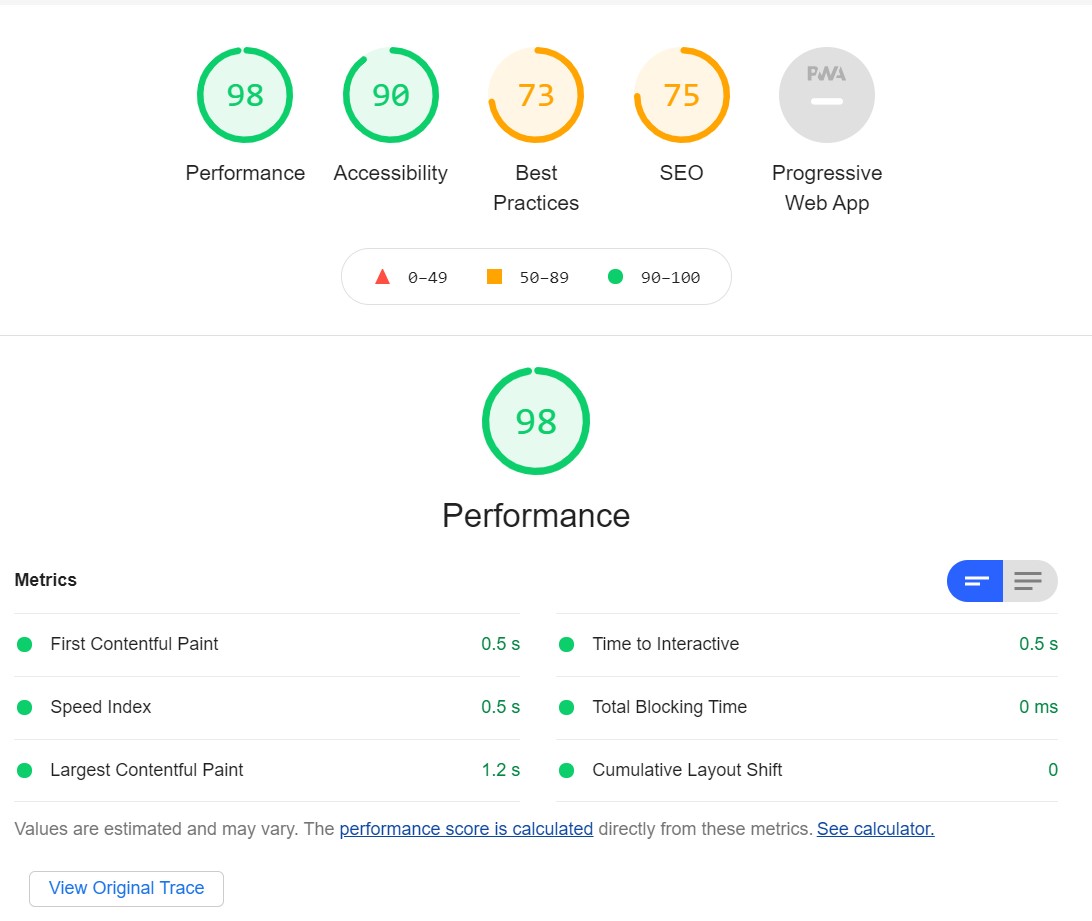 98
90
73
75
PWA
Performance
Accessibility
Best
Practices
SEO
Progressive
Web App
0–49
50–89
90–100
98
Performance
Metrics
First Contentful Paint 0.5 s
Time to Interactive 0.5 s
Speed Index 0.5 s
Total Blocking Time 0 ms
Largest Contentful Paint 1.2 s
Cumulative Layout Shift 0
Values are estimated and may vary. The performance score is calculated directly from these metrics. See calculator.
View Original Trace